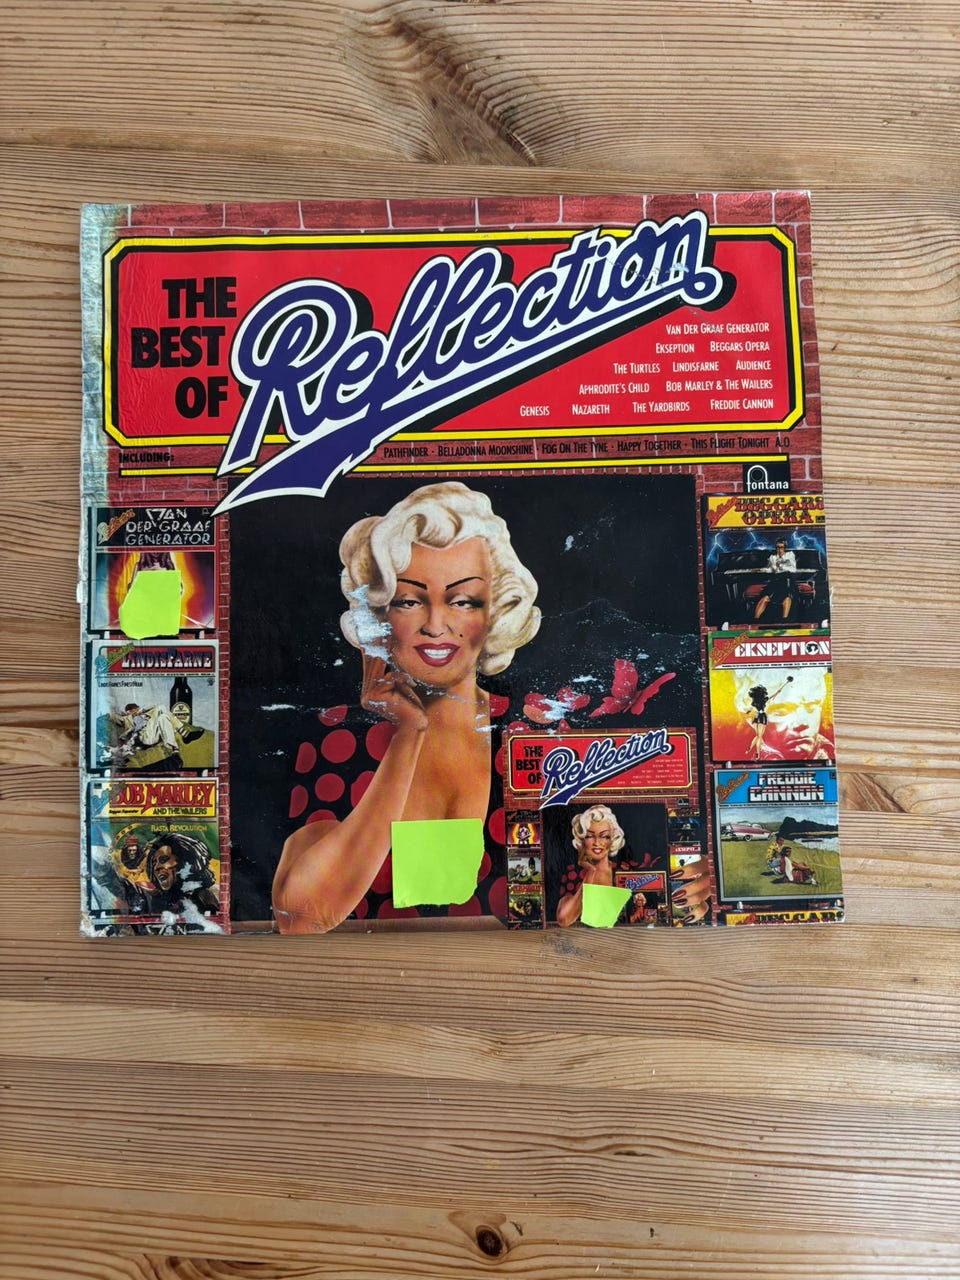 THE
BEST
OF
Reflection
VAN DER GRAAF GENERATOR
EKSEPTION BEGGARS OPERA
THE TURTLES LINDISFARNE AUDIENCE
APHRODITE'S CHILD BOB MARLEY & THE WAILERS
GENESIS NAZARETH THE YARDBIRDS FREDDIE CANNON
INCLUDING:
PATHFINDER · BELLADONNA MOONSHINE · FOG ON THE TYNE · HAPPY TOGETHER · THIS FLIGHT TONIGHT A.O.
fontana
VAN
DER GRAAF
GENERATOR
LINDISFARNE
BOB MARLEY
AND THE WAILERS
RASTA REVOLUTION
BEGGARS
OPERA
EKSEPTION
FREDDIE
CANNON
BEGGARS
THE
BEST
OF
Reflection